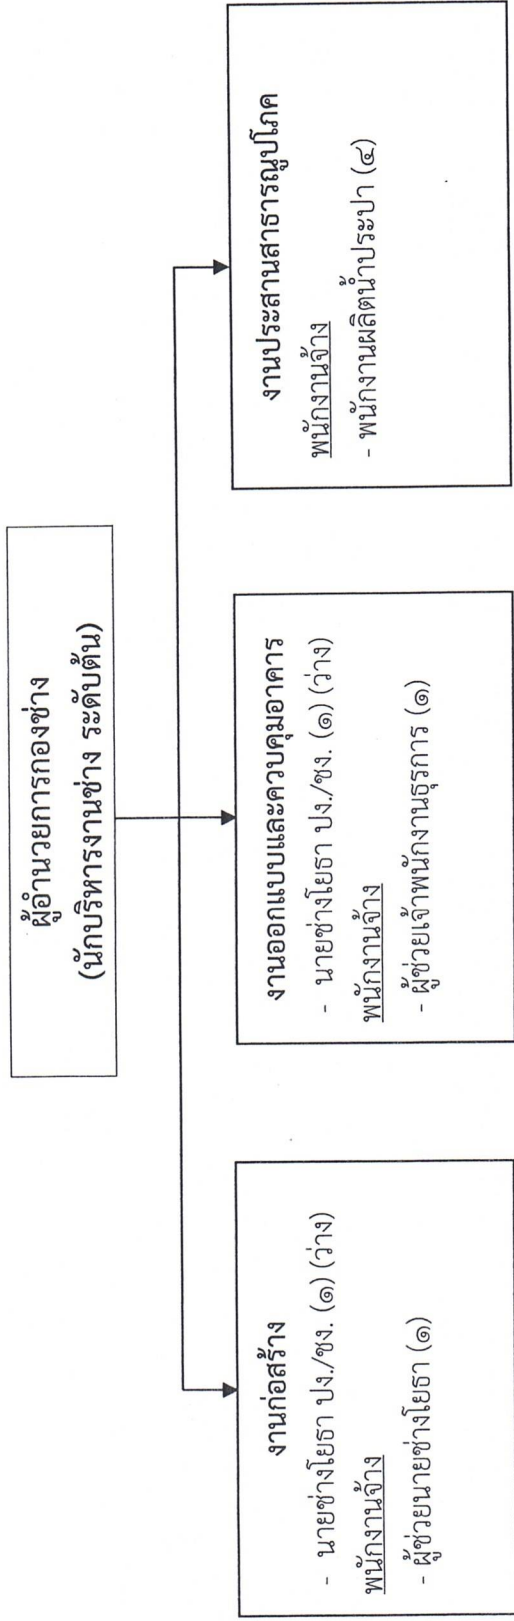 ผู้อำนวยการกองช่าง
(นักบริหารงานช่าง ระดับต้น)
งานก่อสร้าง
- นายช่างโยธา ปง./ชง. (๑) (ว่าง)
พนักงานจ้าง
- ผู้ช่วยนายช่างโยธา (๑)
งานออกแบบและควบคุมอาคาร
- นายช่างโยธา ปง./ชง. (๑) (ว่าง)
พนักงานจ้าง
- ผู้ช่วยเจ้าพนักงานธุรการ (๑)
งานประสานสาธารณูปโภค
พนักงานจ้าง
- พนักงานผลิตน้ำประปา (๔)